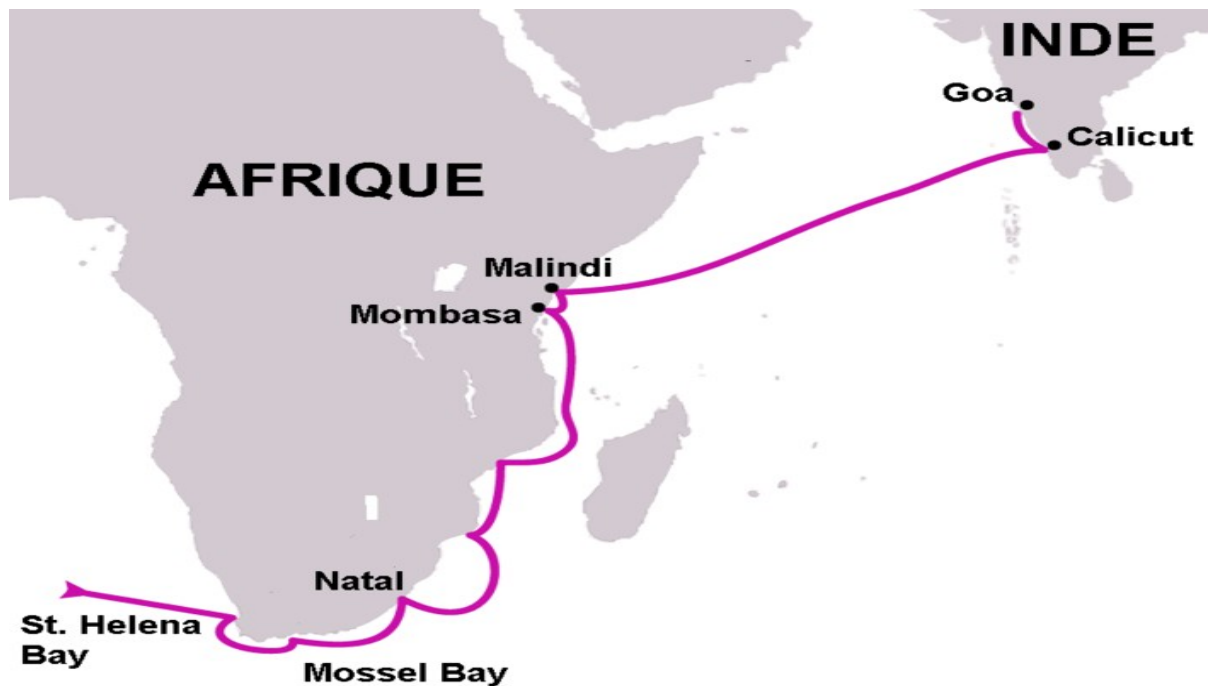 INDE
Goa
Calicut
AFRIQUE
Malindi
Mombasa
Natal
St. Helena
Bay
Mossel Bay